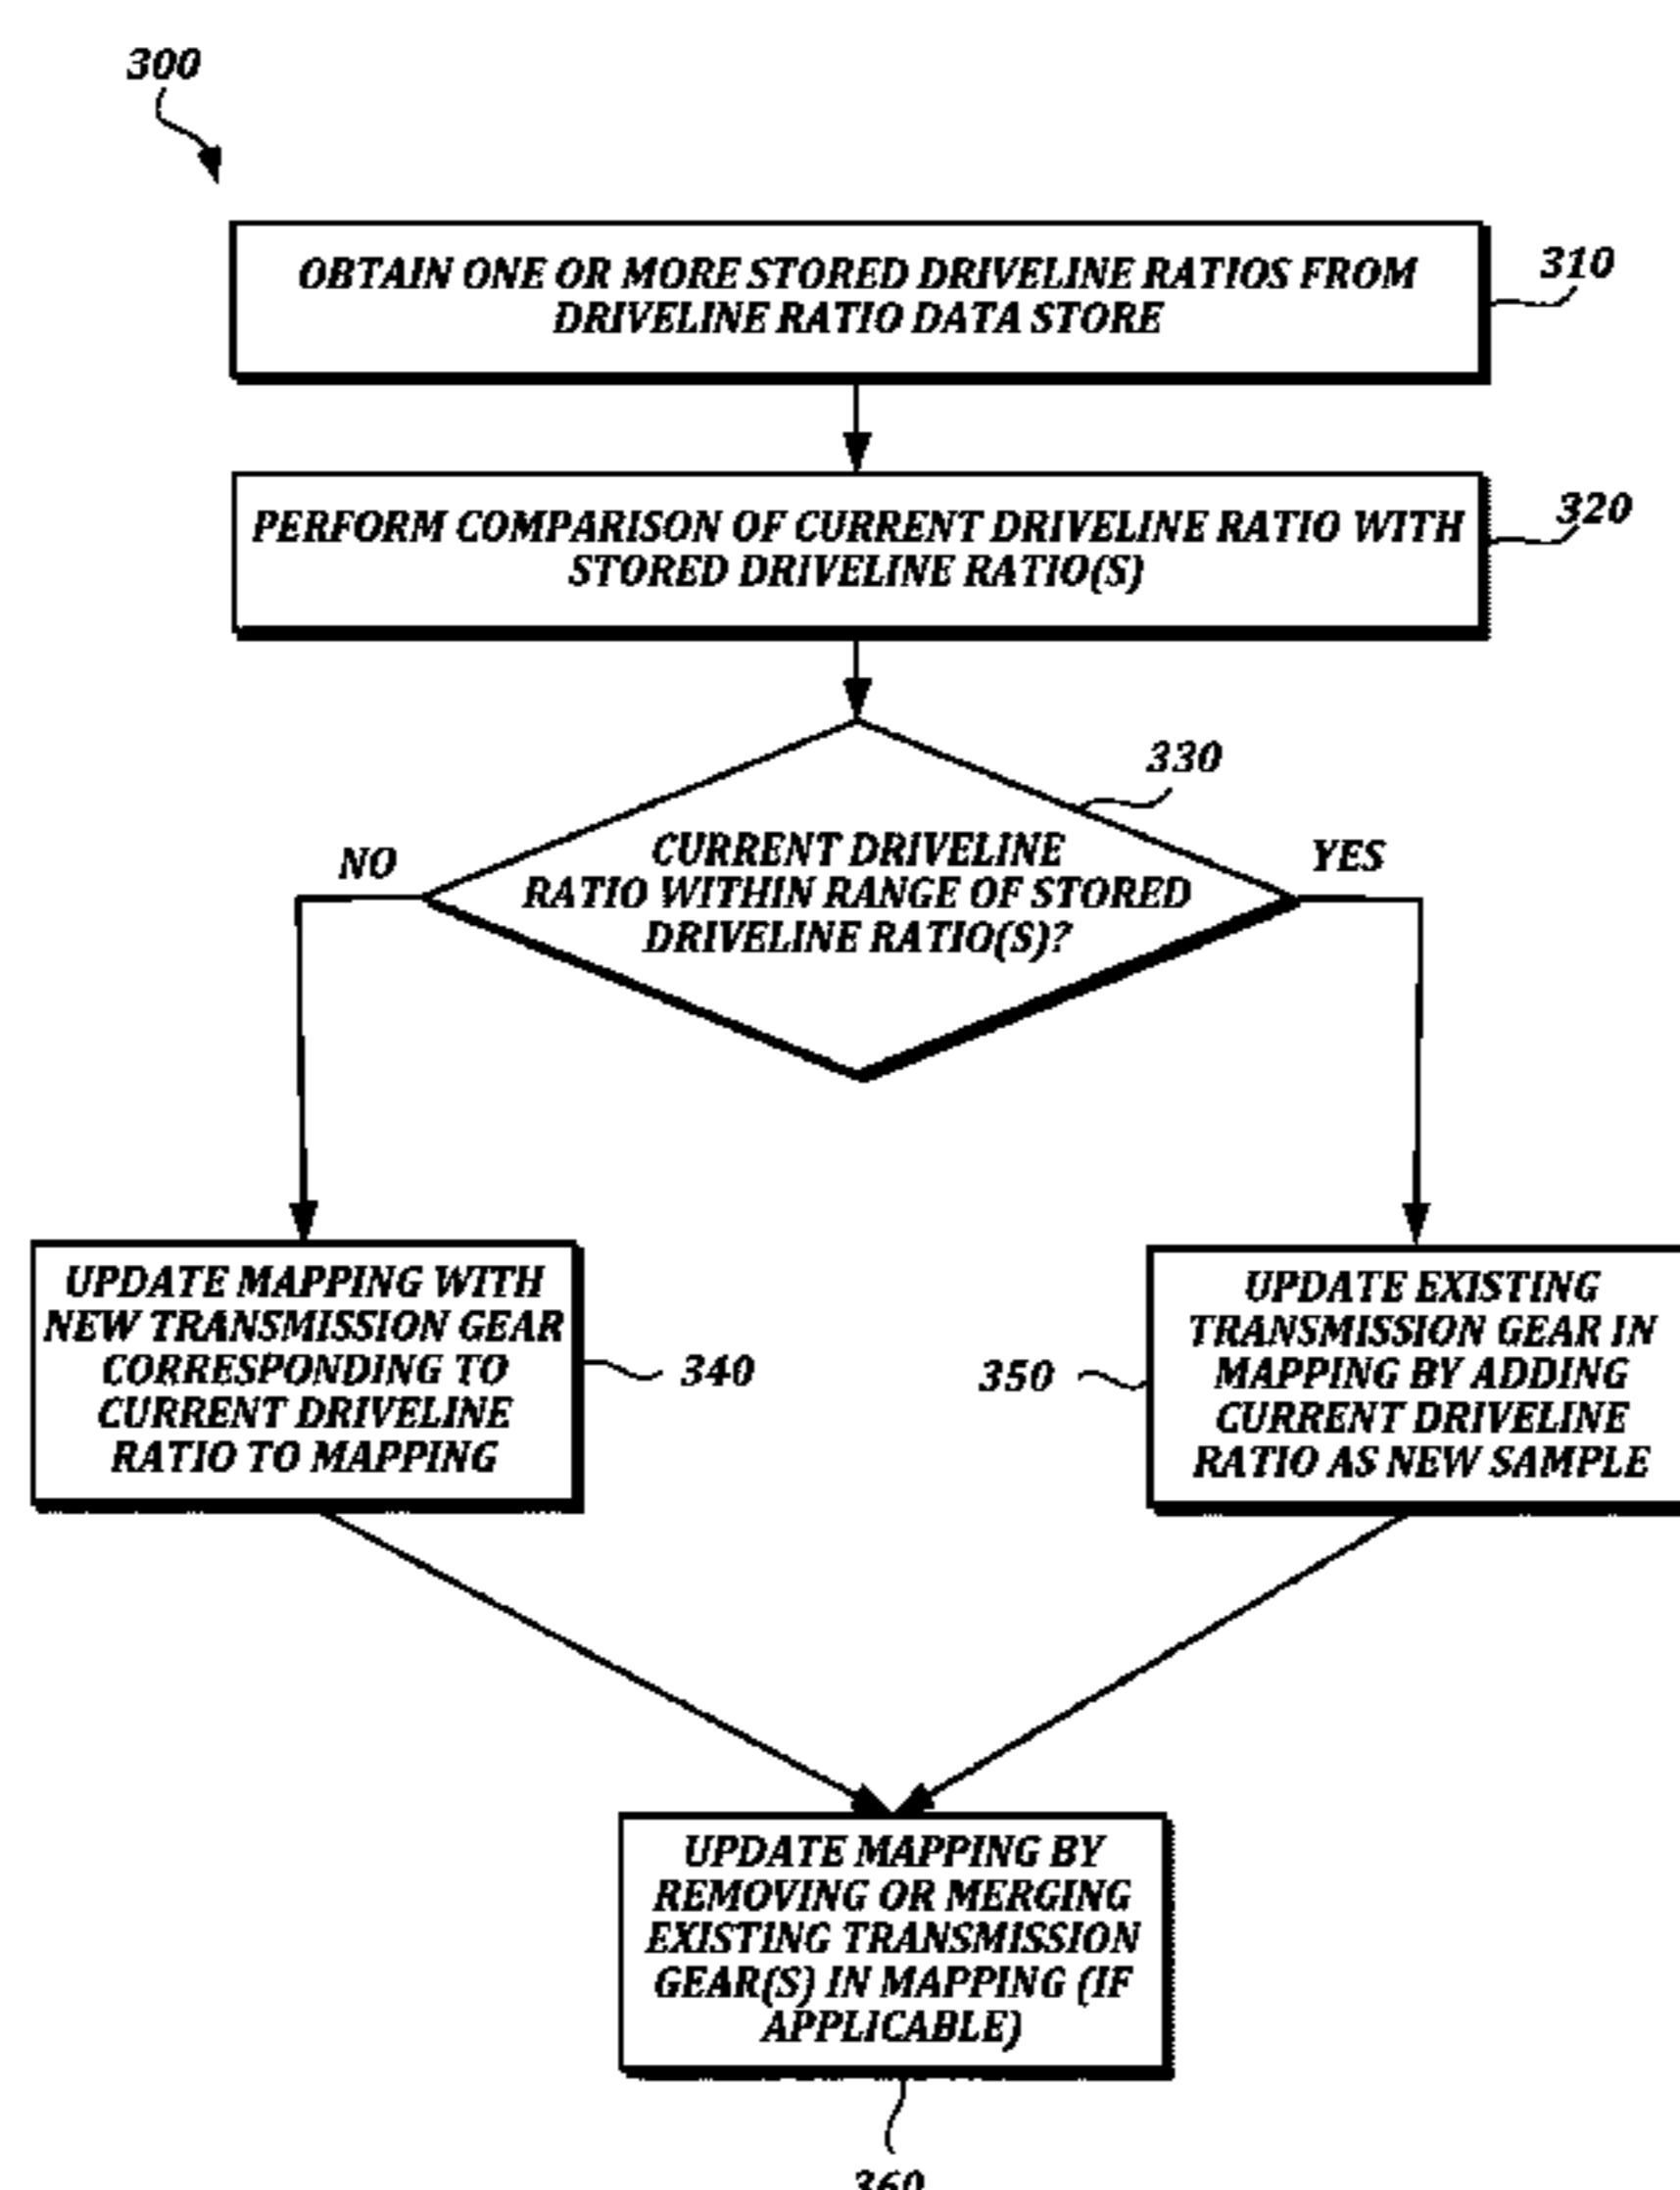 300
OBTAIN ONE OR MORE STORED DRIVELINE RATIOS FROM
DRIVELINE RATIO DATA STORE
310
PERFORM COMPARISON OF CURRENT DRIVELINE RATIO WITH
STORED DRIVELINE RATIO(S)
320
330
CURRENT DRIVELINE
RATIO WITHIN RANGE OF STORED
DRIVELINE RATIO(S)?
NO
YES
UPDATE MAPPING WITH
NEW TRANSMISSION GEAR
CORRESPONDING TO
CURRENT DRIVELINE
RATIO TO MAPPING
340
350
UPDATE EXISTING
TRANSMISSION GEAR IN
MAPPING BY ADDING
CURRENT DRIVELINE
RATIO AS NEW SAMPLE
UPDATE MAPPING BY
REMOVING OR MERGING
EXISTING TRANSMISSION
GEAR(S) IN MAPPING (IF
APPLICABLE)
360